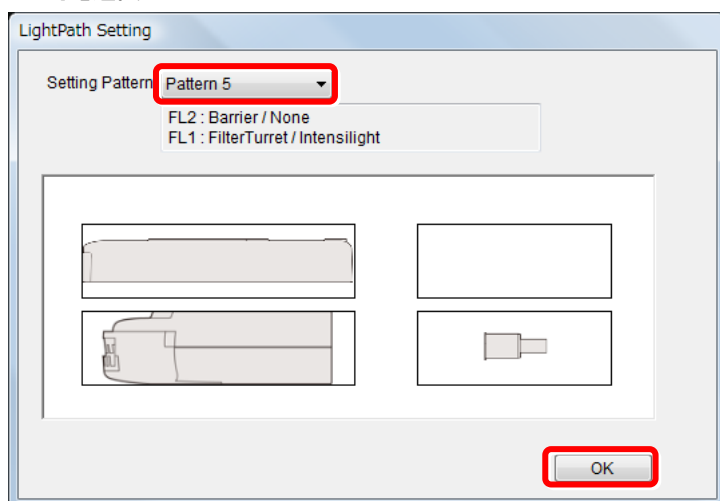 LightPath Setting
Setting Pattern Pattern 5
FL2 : Barrier / None
FL1 : FilterTurret / Intensilight
OK